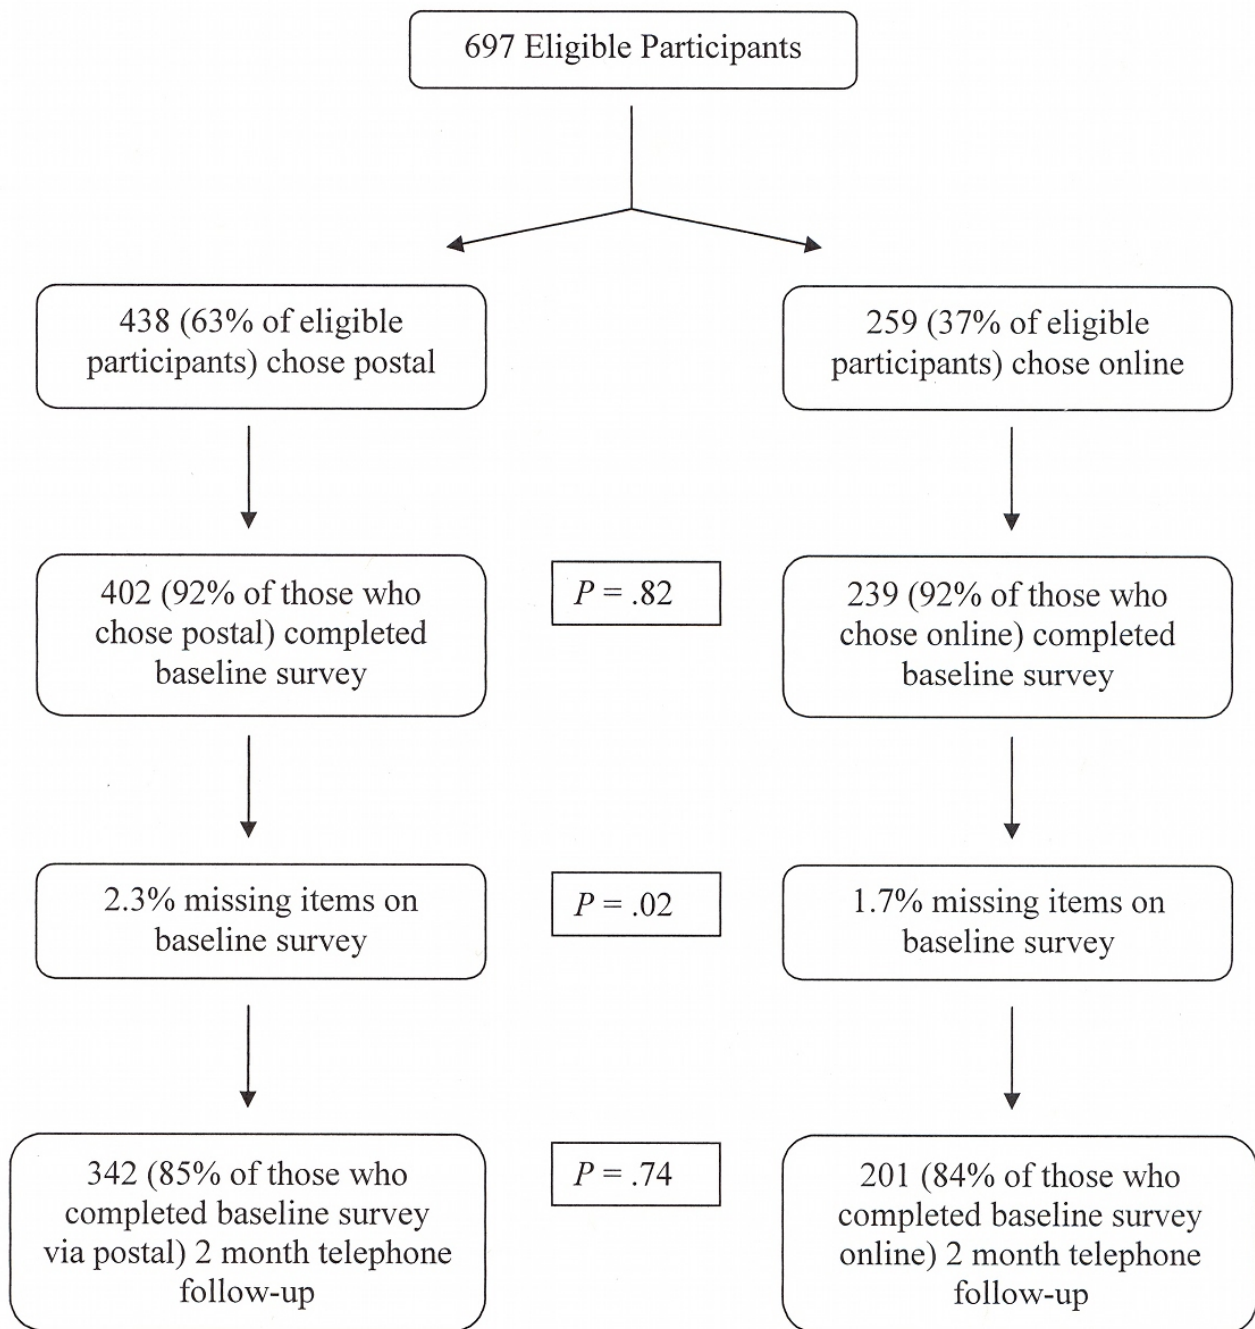 697 Eligible Participants
438 (63% of eligible
participants) chose postal
259 (37% of eligible
participants) chose online
402 (92% of those who
chose postal) completed
baseline survey
P = .82
239 (92% of those who
chose online) completed
baseline survey
2.3% missing items on
baseline survey
P = .02
1.7% missing items on
baseline survey
342 (85% of those who
completed baseline survey
via postal) 2 month telephone
follow-up
P = .74
201 (84% of those who
completed baseline survey
online) 2 month telephone
follow-up